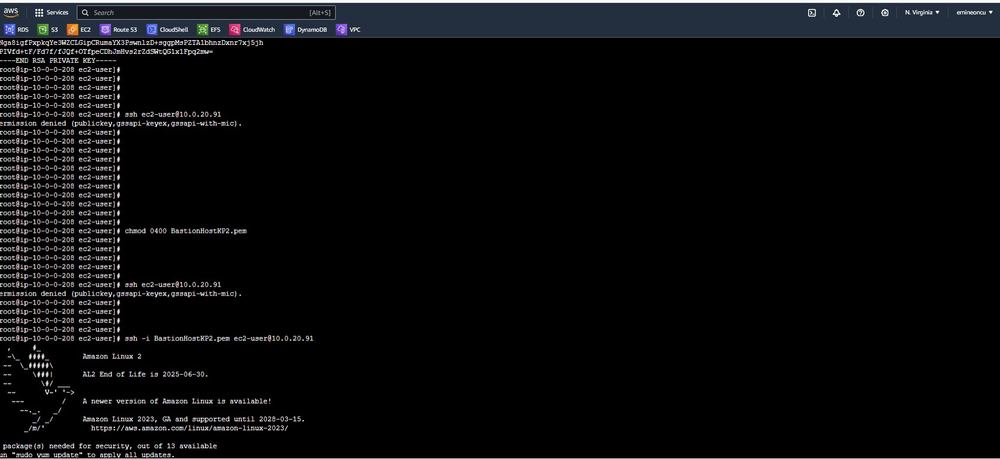 aws
Services
Search
[Alt+S]
N. Virginia
emineoncu
RDS
S3
EC2
Route 53
CloudShell
EFS
CloudWatch
DynamoDB
VPC
Nga8igfPxpkqYe3WZCLGipCRumaYX3PswnlzD+sggpMsPZTA1bhnzDxnr7xj5jh
PIVfd+tF/Fd7f/fJQf+OTfpeCDhJmHvs2rZdSWtQG1x1Fpq2mw=
----END RSA PRIVATE KEY-----
root@ip-10-0-0-208 ec2-user]#
root@ip-10-0-0-208 ec2-user]#
root@ip-10-0-0-208 ec2-user]#
root@ip-10-0-0-208 ec2-user]#
root@ip-10-0-0-208 ec2-user]#
root@ip-10-0-0-208 ec2-user]# ssh ec2-user@10.0.20.91
ermission denied (publickey,gssapi-keyex,gssapi-with-mic).
root@ip-10-0-0-208 ec2-user]#
root@ip-10-0-0-208 ec2-user]#
root@ip-10-0-0-208 ec2-user]#
root@ip-10-0-0-208 ec2-user]#
root@ip-10-0-0-208 ec2-user]#
root@ip-10-0-0-208 ec2-user]#
root@ip-10-0-0-208 ec2-user]#
root@ip-10-0-0-208 ec2-user]#
root@ip-10-0-0-208 ec2-user]#
root@ip-10-0-0-208 ec2-user]#
root@ip-10-0-0-208 ec2-user]#
root@ip-10-0-0-208 ec2-user]# chmod 0400 BastionHostKP2.pem
root@ip-10-0-0-208 ec2-user]#
root@ip-10-0-0-208 ec2-user]#
root@ip-10-0-0-208 ec2-user]#
root@ip-10-0-0-208 ec2-user]#
root@ip-10-0-0-208 ec2-user]#
root@ip-10-0-0-208 ec2-user]# ssh ec2-user@10.0.20.91
ermission denied (publickey,gssapi-keyex,gssapi-with-mic).
root@ip-10-0-0-208 ec2-user]#
root@ip-10-0-0-208 ec2-user]#
root@ip-10-0-0-208 ec2-user]#
root@ip-10-0-0-208 ec2-user]#
root@ip-10-0-0-208 ec2-user]# ssh -i BastionHostKP2.pem ec2-user@10.0.20.91
   ,     #_
  ~\_  ####_        Amazon Linux 2
 ~~  \_#####\
 ~~     \###|       AL2 End of Life is 2025-06-30.
 ~~       \#/ ___
  ~~       V~' '->
   ~~~         /    A newer version of Amazon Linux is available!
     ~~._.   _/
        _/ _/       Amazon Linux 2023, GA and supported until 2028-03-15.
      _/m/'           https://aws.amazon.com/linux/amazon-linux-2023/
package(s) needed for security, out of 13 available
un "sudo yum update" to apply all updates.